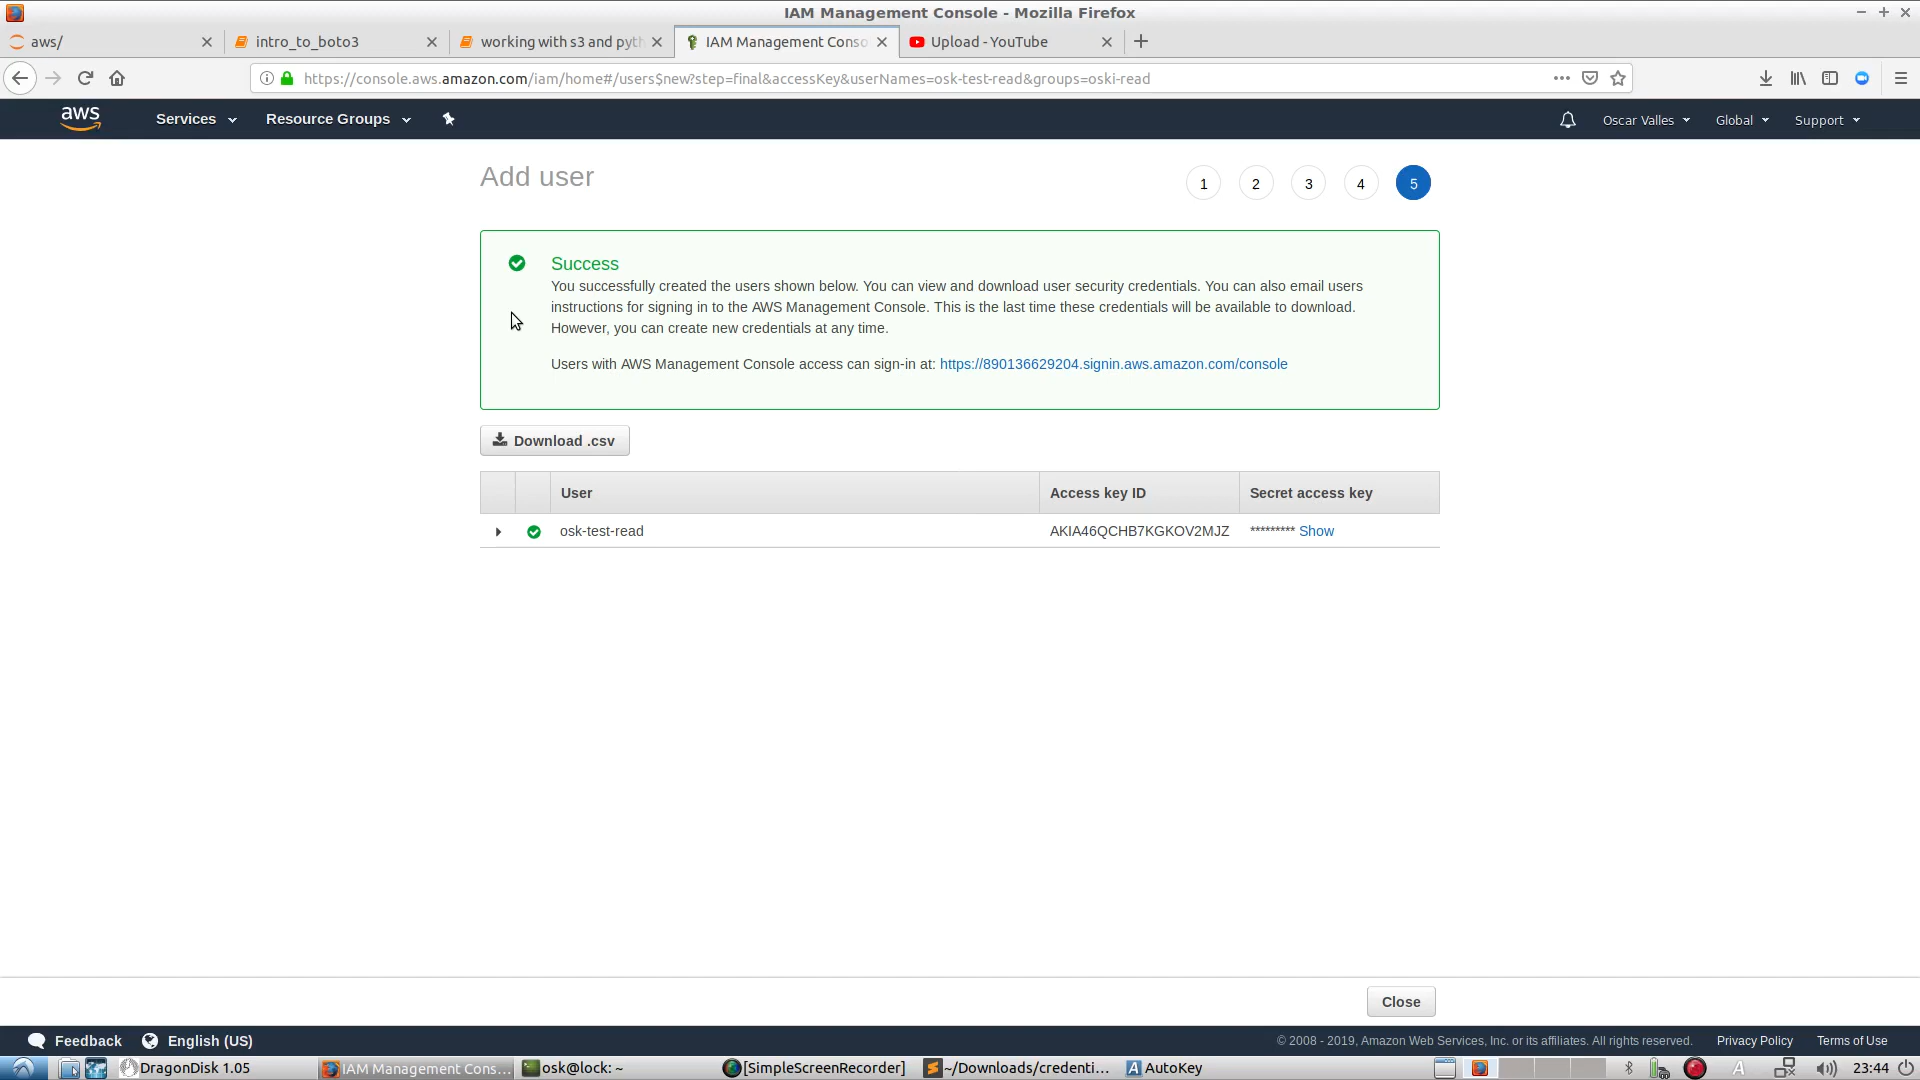 IAM Management Console - Mozilla Firefox
aws/
intro_to_boto3
working with s3 and pyth
IAM Management Conso
Upload - YouTube
https://console.aws.amazon.com/iam/home#/users$new?step=final&accessKey&userNames=osk-test-read&groups=oski-read
aws
Services
Resource Groups
Oscar Valles
Global
Support
Add user
1
2
3
4
5
Success
You successfully created the users shown below. You can view and download user security credentials. You can also email users
instructions for signing in to the AWS Management Console. This is the last time these credentials will be available to download.
However, you can create new credentials at any time.
Users with AWS Management Console access can sign-in at: https://890136629204.signin.aws.amazon.com/console
Download .csv
User
Access key ID
Secret access key
osk-test-read
AKIA46QCHB7KGKOV2MJZ
********* Show
Close
Feedback
English (US)
© 2008 - 2019, Amazon Web Services, Inc. or its affiliates. All rights reserved.
Privacy Policy
Terms of Use
DragonDisk 1.05
IAM Management Cons...
osk@lock: ~
[SimpleScreenRecorder]
~/Downloads/credenti...
AutoKey
23:44